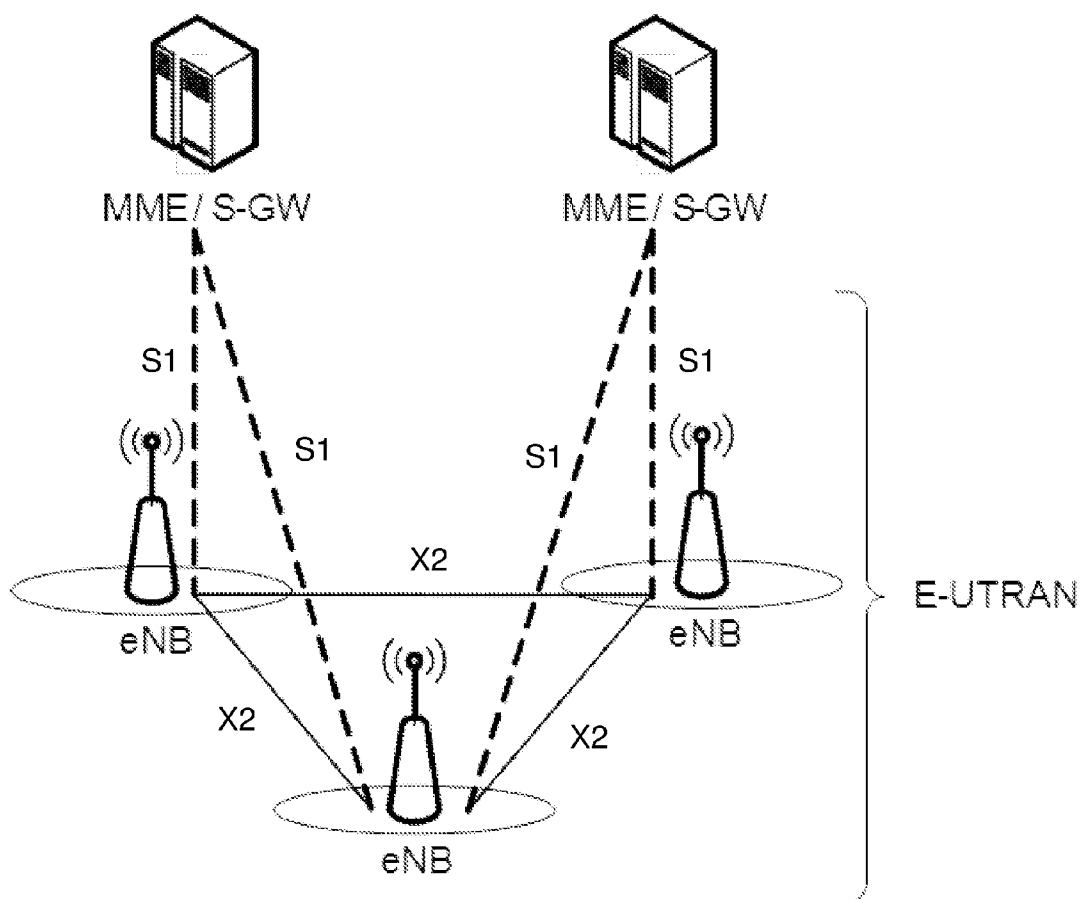 MME / S-GW
MME / S-GW
S1
S1
S1
S1
X2
eNB
eNB
E-UTRAN
X2
X2
eNB